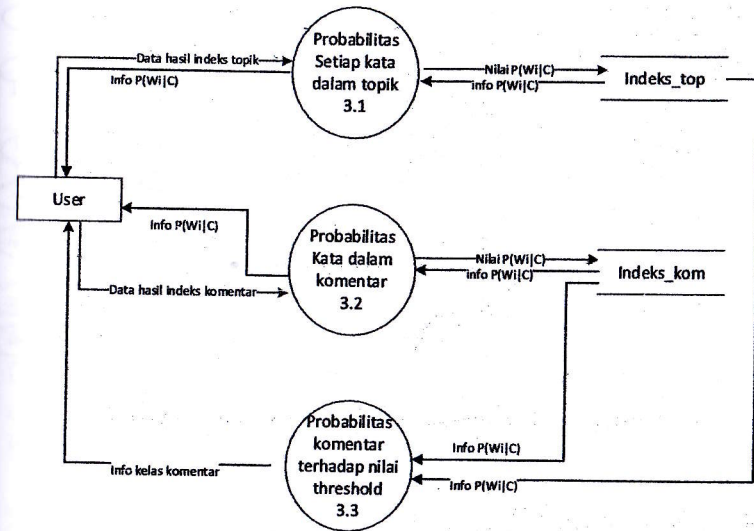 Probabilitas
Setiap kata
dalam topik
3.1
Data hasil indeks topik
Info P(Wi|C)
Nilai P(Wi|C)
info P(Wi|C)
Indeks_top
User
Info P(Wi|C)
Probabilitas
Kata dalam
komentar
3.2
Nilai P(Wi|C)
info P(Wi|C)
Indeks_kom
Data hasil indeks komentar
Probabilitas
komentar
terhadap nilai
threshold
3.3
Info P(Wi|C)
Info P(Wi|C)
Info kelas komentar